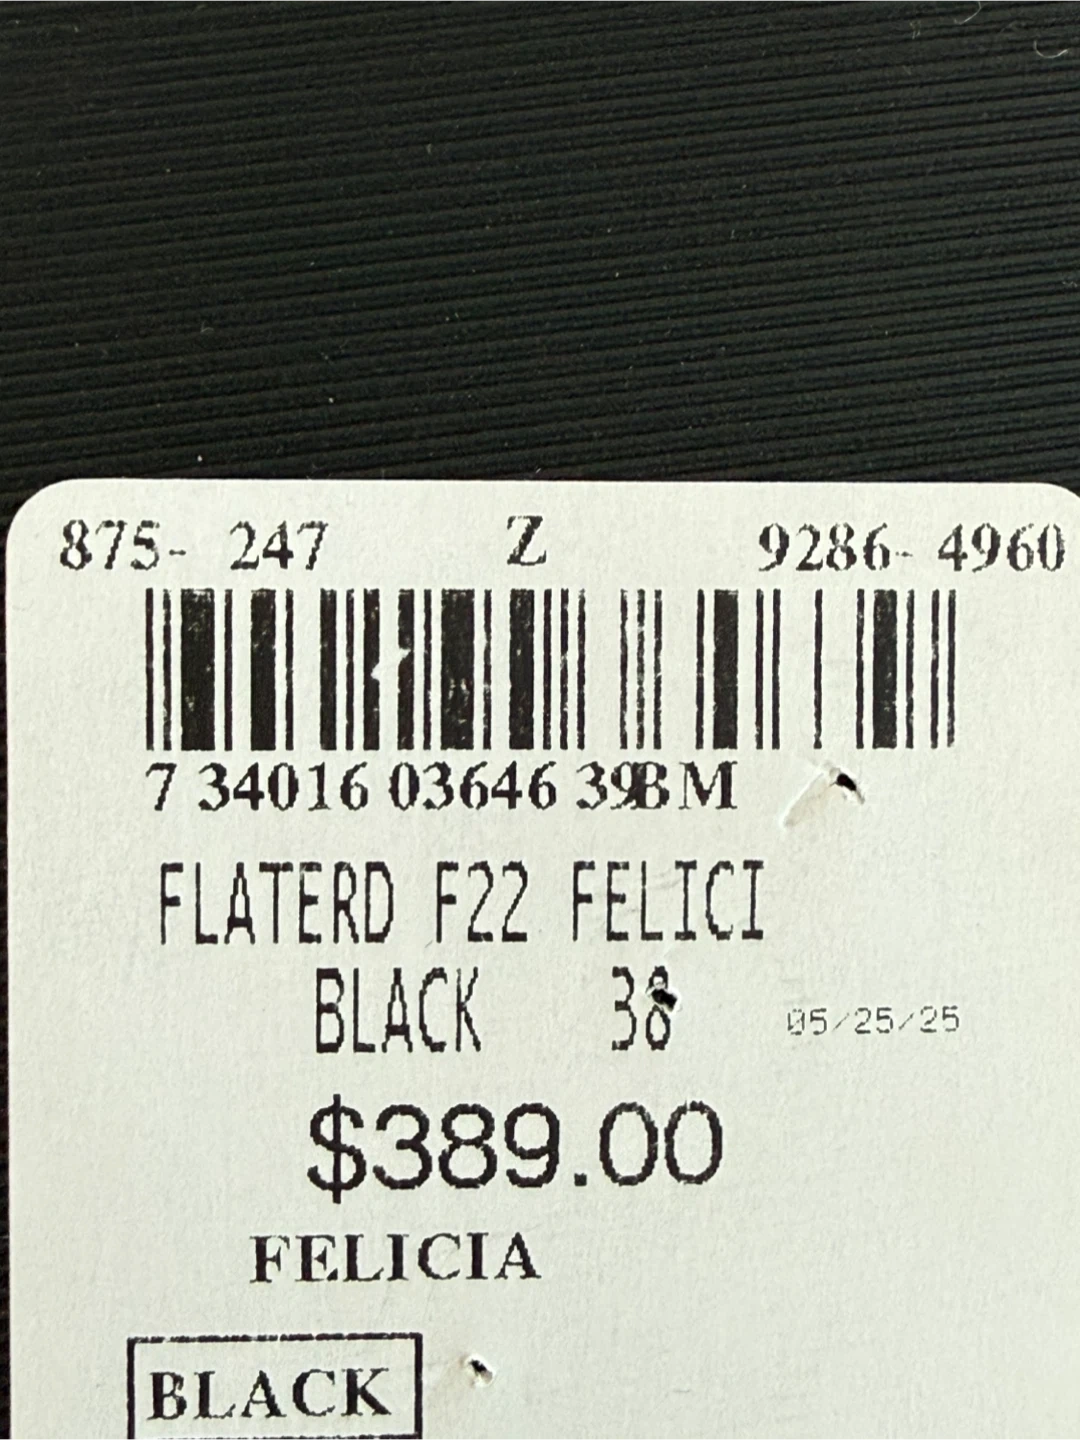 875- 247 Z 9286- 4960
7 34016 03646 3 M
FLATERD F22 FELICI
BLACK 38 05/25/25
$389.00
FELICIA
BLACK